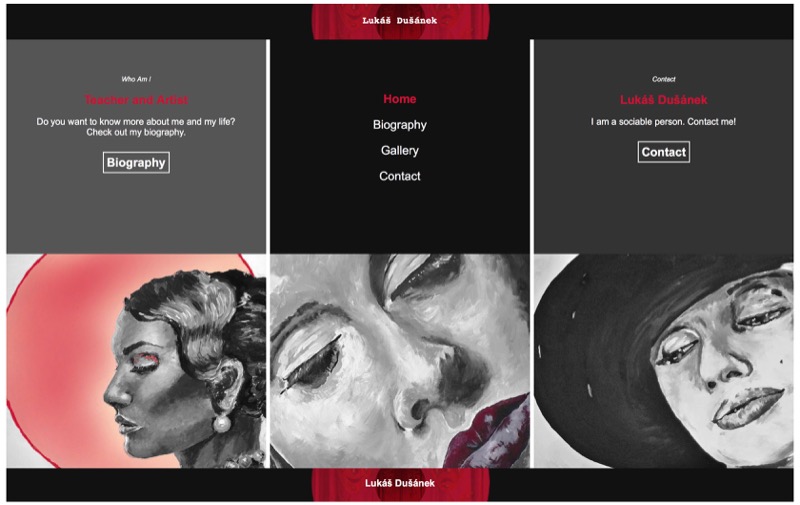 Lukáš Dušánek
Who Am I
Teacher and Artist
Do you want to know more about me and my life?
Check out my biography.
Biography
Home
Biography
Gallery
Contact
Contact
Lukáš Dušánek
I am a sociable person. Contact me!
Contact
Lukáš Dušánek